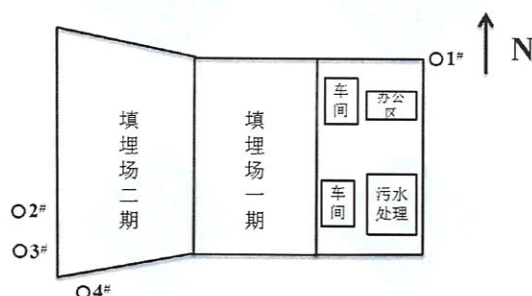 O1#
N
车
间
办公
区
填
埋
场
二
期
填
埋
场
一
期
车
间
污水
处理
O2#
O3#
O4#